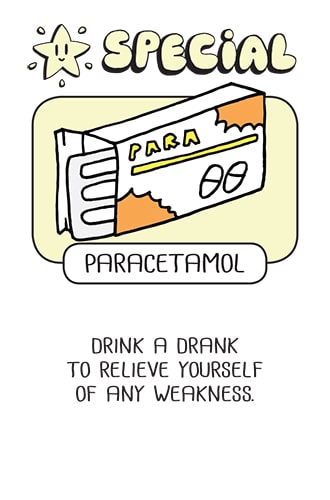 SPECiAL
PARA
PARACETAMOL
DRINK A DRANK
TO RELIEVE YOURSELF
OF ANY WEAKNESS.